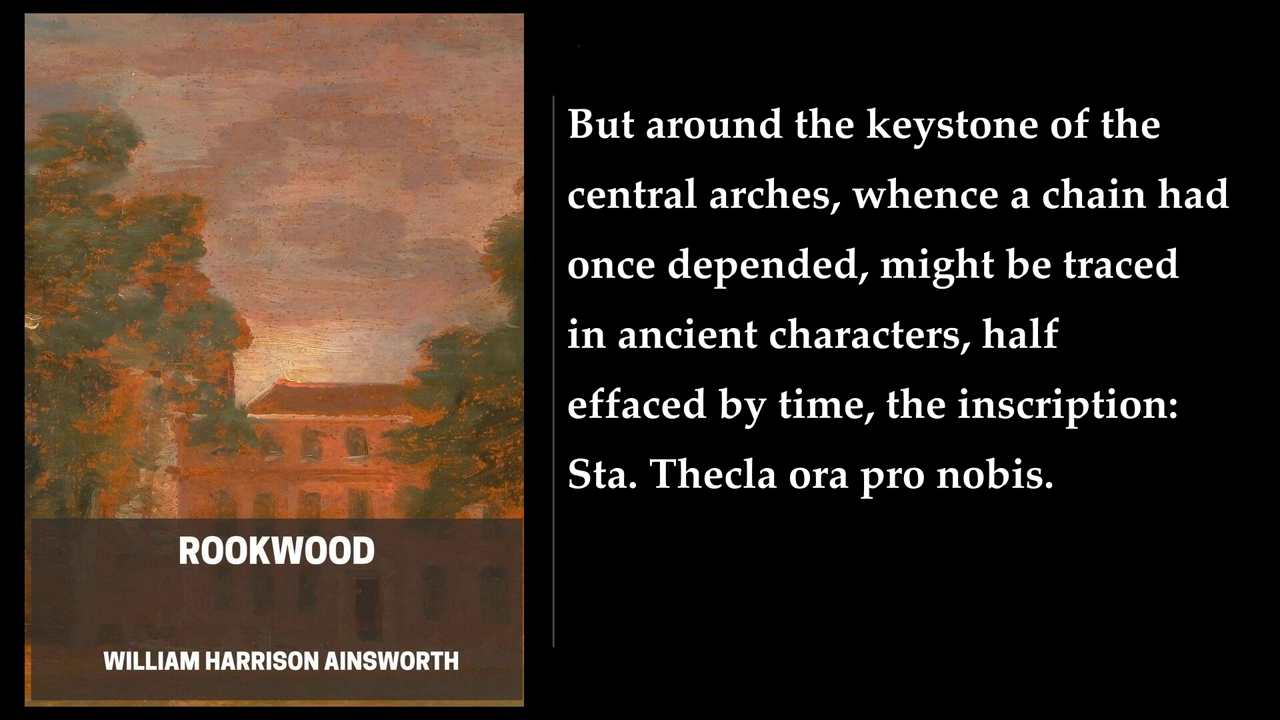 ROOKWOOD
WILLIAM HARRISON AINSWORTH
But around the keystone of the
central arches, whence a chain had
once depended, might be traced
in ancient characters, half
effaced by time, the inscription:
Sta. Thecla ora pro nobis.